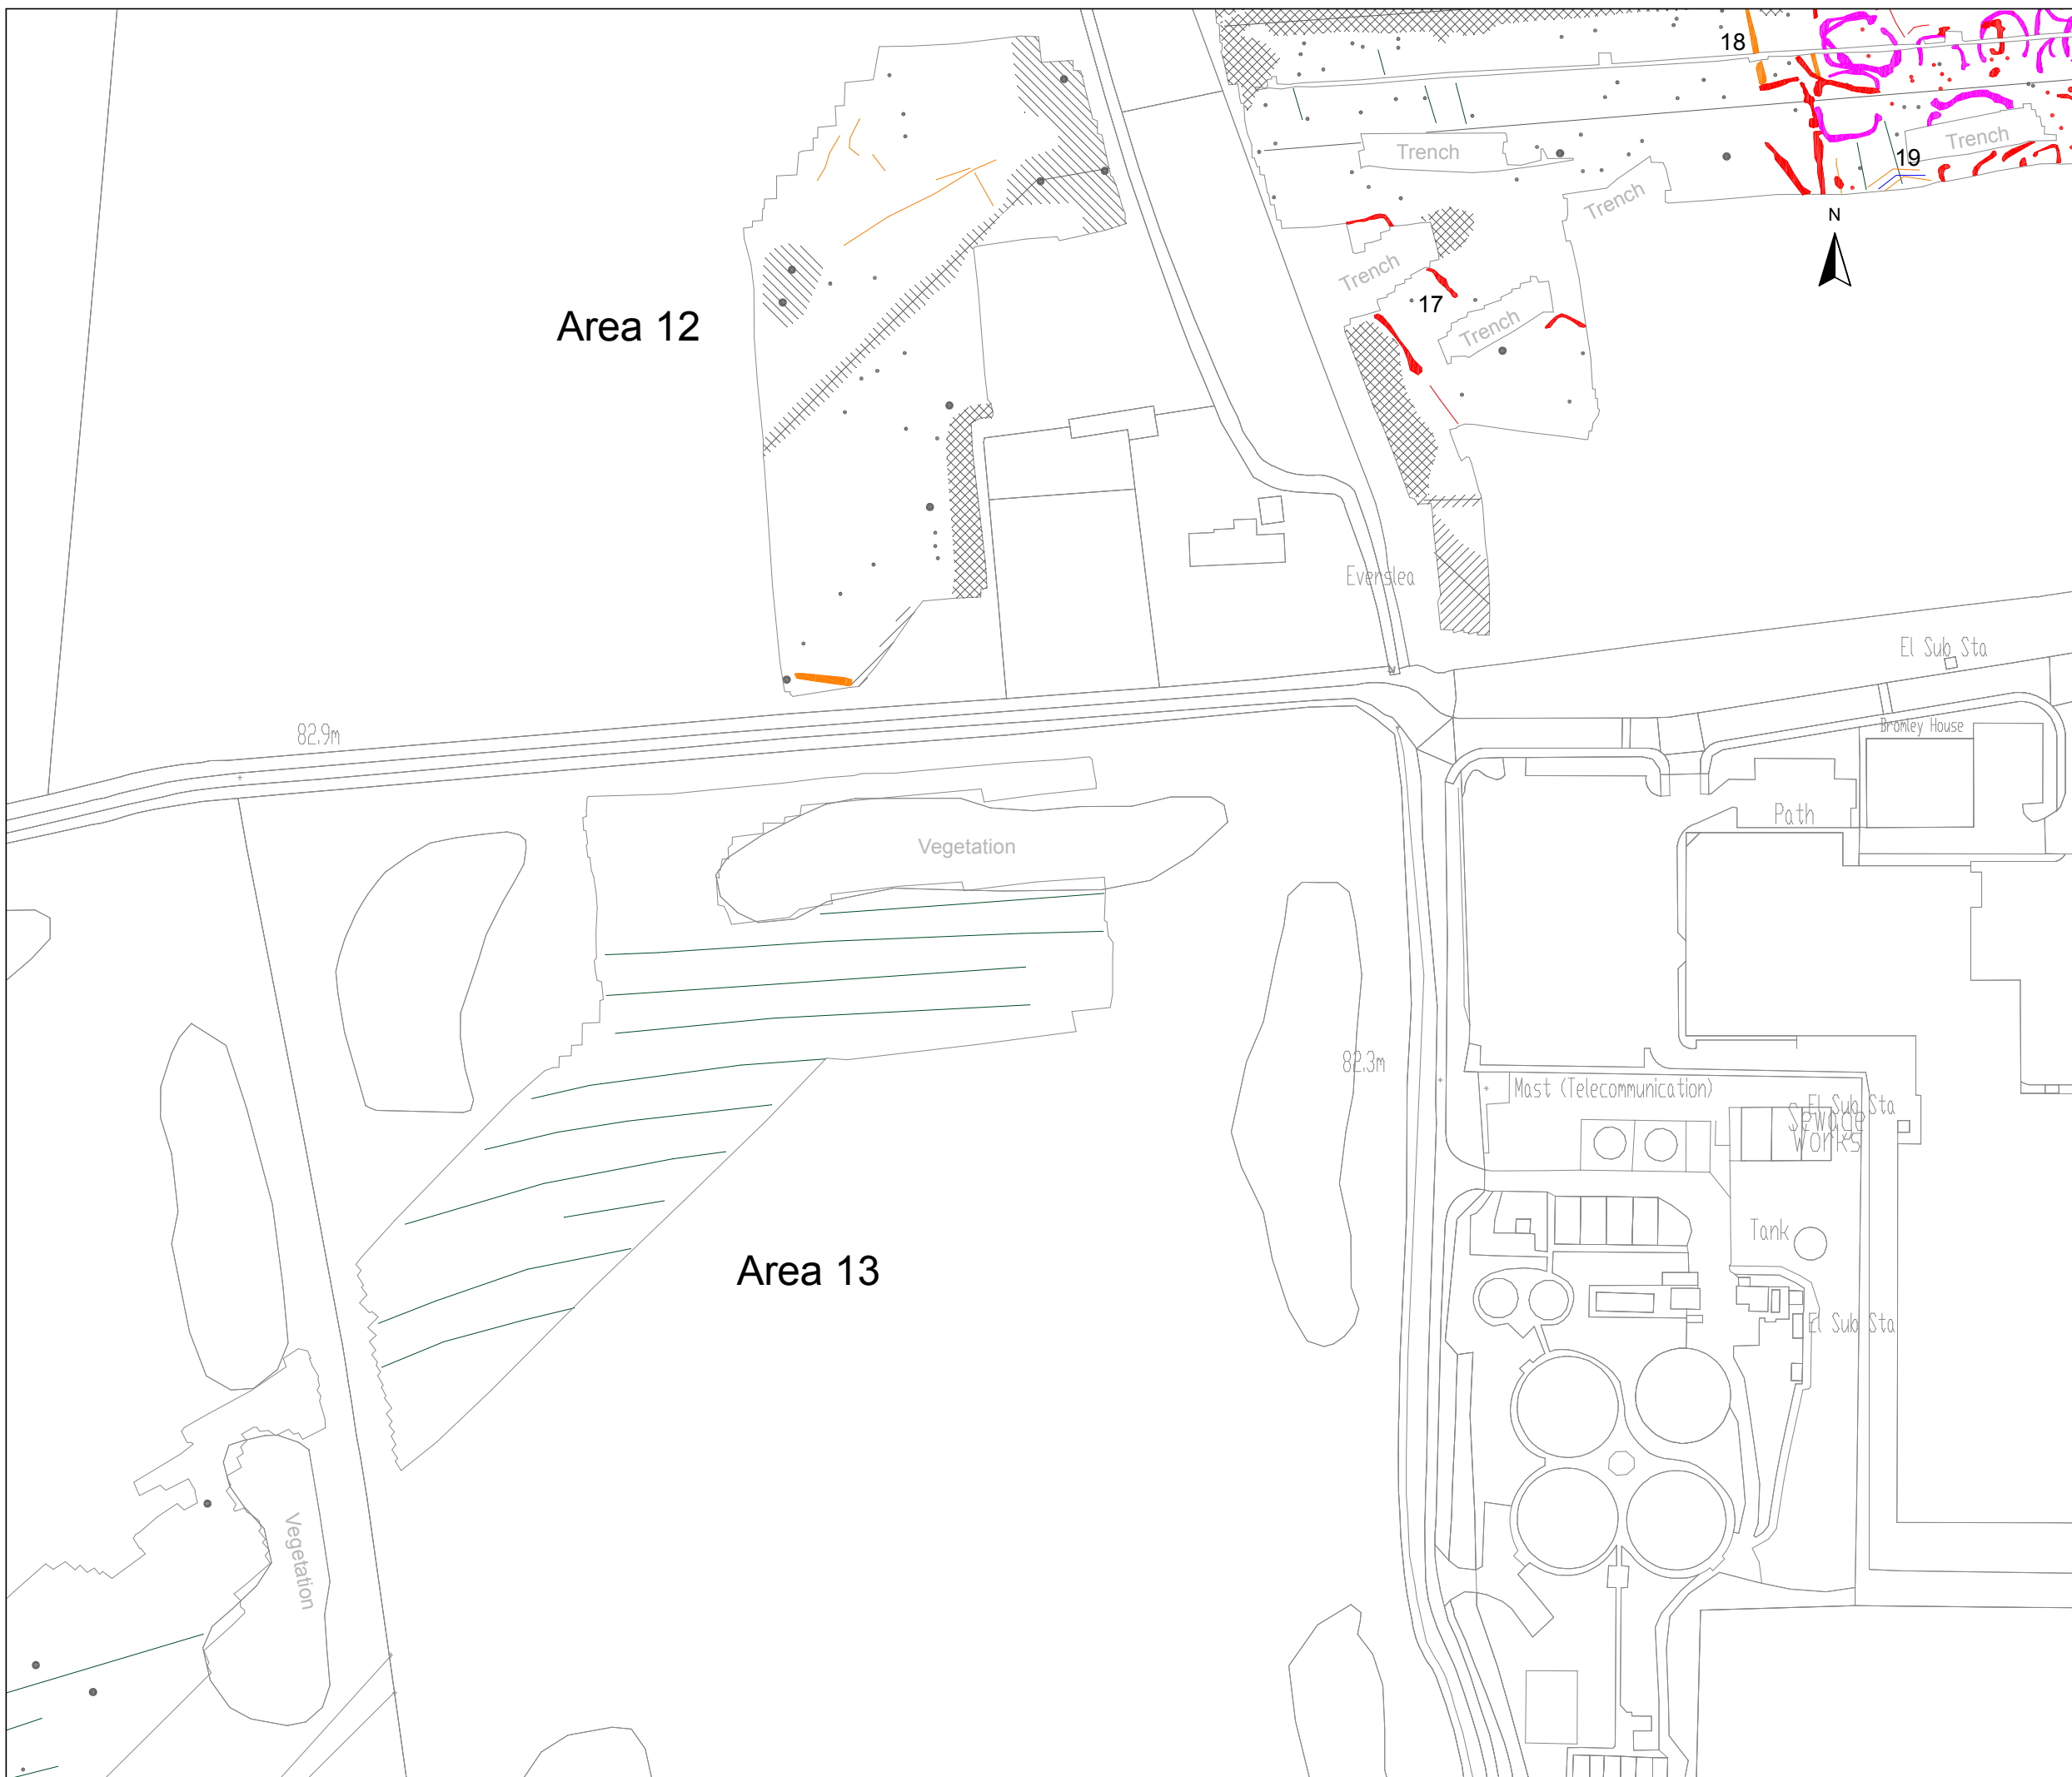 18
Trench
Trench
19
Trench
N
Trench
17
Trench
Area 12
Everslea
El Sub Sta
82.9m
Bromley House
Path
Vegetation
82.3m
Mast (Telecommunication)
El Sub Sta
Sewage
Works
Tank
Area 13
El Sub Sta
Vegetation